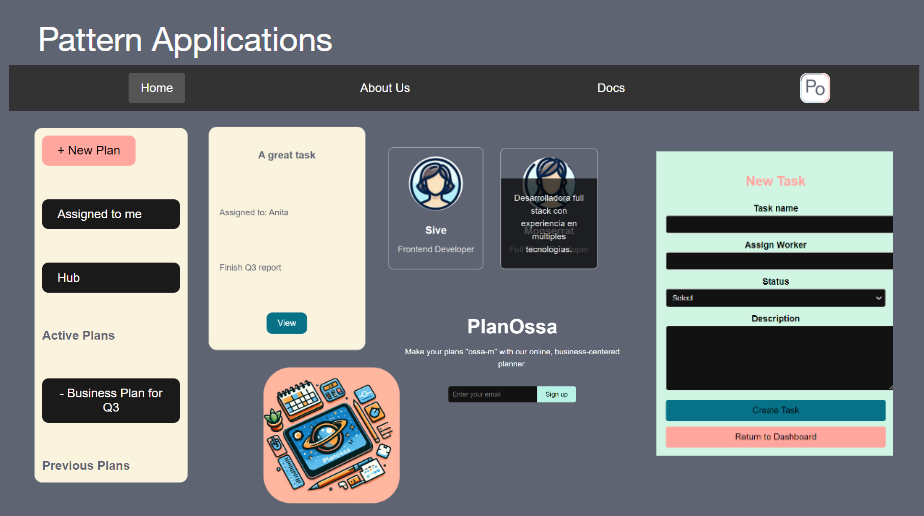 Pattern Applications
Home
About Us
Docs
Po
+ New Plan
Assigned to me
Hub
Active Plans
- Business Plan for
Q3
Previous Plans
A great task
Assigned to: Anita
Finish Q3 report
View
Sive
Frontend Developer
Desarrolladora full
stack con
experiencia en
múltiples
tecnologías.
Monserrat
Full developer
PlanOssa
Make your plans "ossa-m" with our online, business-centered
planner.
Enter your email
Sign up
Planossa
New Task
Task name
Assign Worker
Status
Select
Description
Create Task
Return to Dashboard